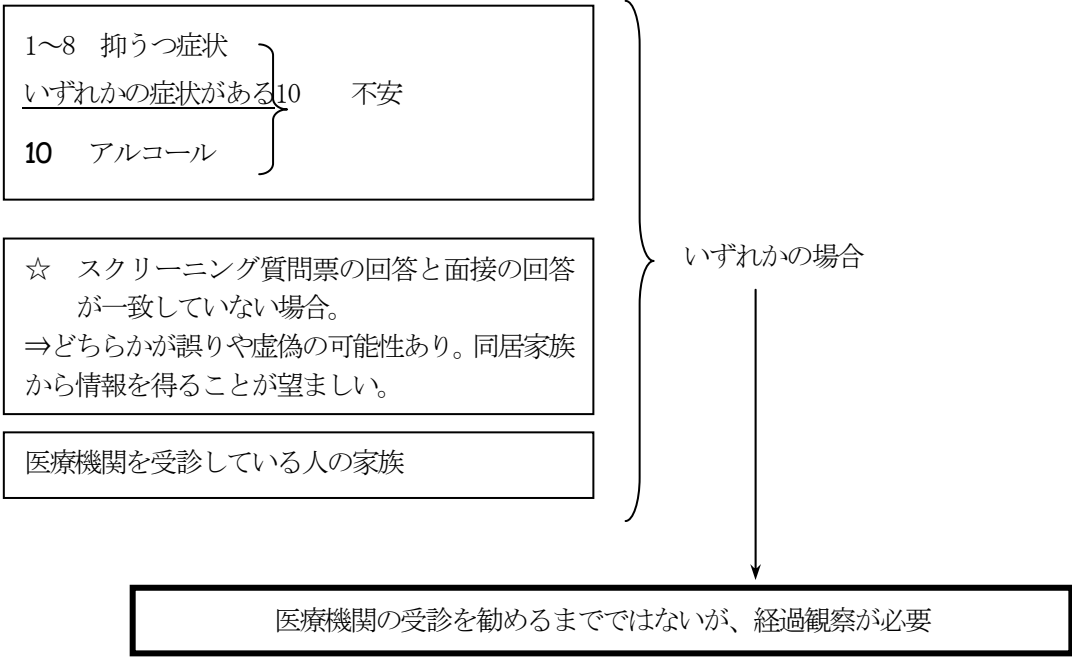 1～8　抑うつ症状
いずれかの症状がある10　　不安
10　アルコール
☆　スクリーニング質問票の回答と面接の回答
が一致していない場合。
⇒どちらかが誤りや虚偽の可能性あり。同居家族
から情報を得ることが望ましい。
医療機関を受診している人の家族
いずれかの場合
医療機関の受診を勧めるまでではないが、経過観察が必要